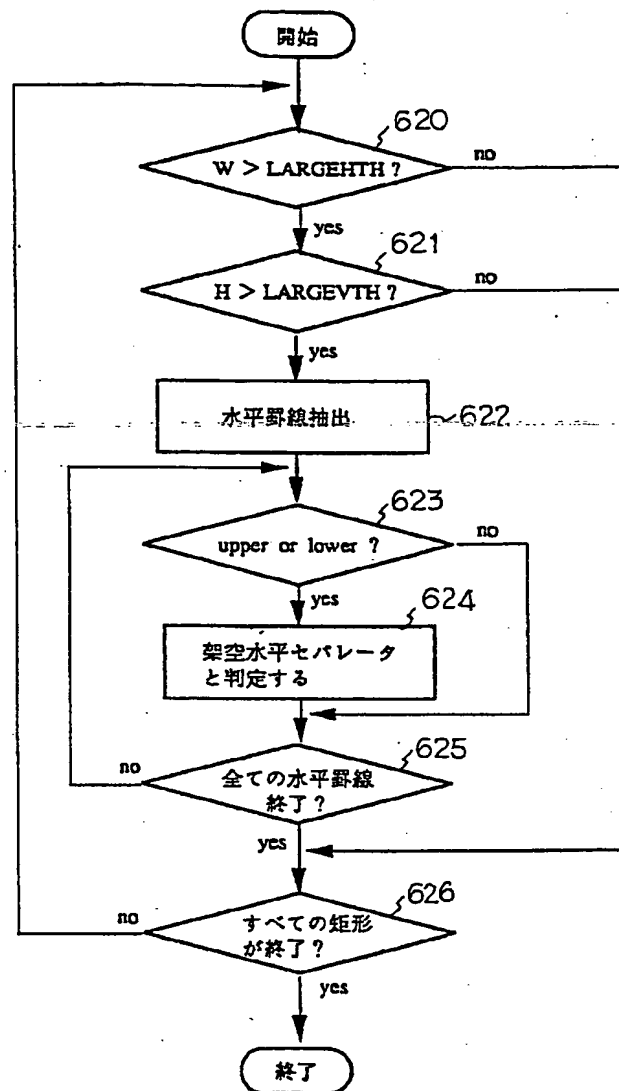 開始
620
W > LARGEHTH ?
no
yes
621
H > LARGEVTH ?
no
yes
水平罫線抽出
622
623
upper or lower ?
no
yes
624
架空水平セパレータ
と判定する
625
no
全ての水平罫線
終了?
yes
626
no
すべての矩形
が終了?
yes
終了